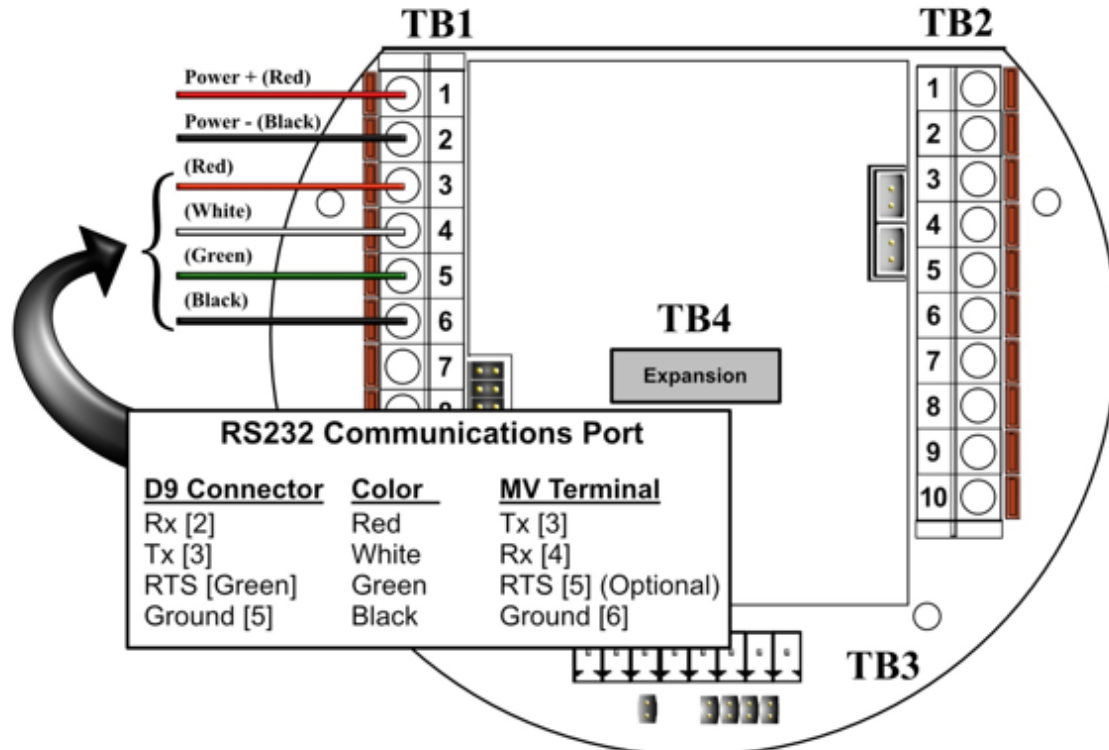 TB1
TB2
Power + (Red)
1
Power - (Black)
2
(Red)
3
(White)
4
(Green)
5
(Black)
6
7
1
2
3
4
5
6
7
8
9
10
TB4
Expansion
RS232 Communications Port
D9 Connector Color MV Terminal
Rx [2] Red Tx [3]
Tx [3] White Rx [4]
RTS [Green] Green RTS [5] (Optional)
Ground [5] Black Ground [6]
TB3